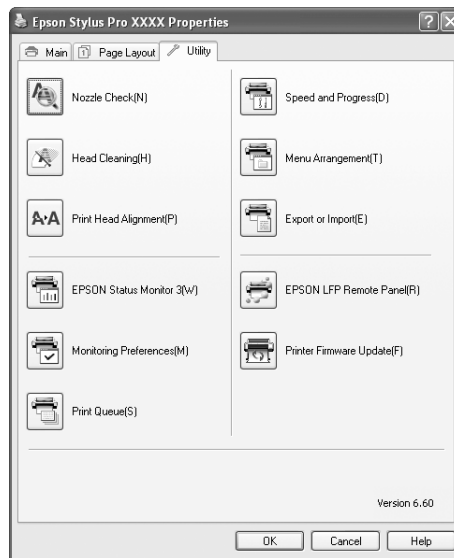 Epson Stylus Pro XXXX Properties
Main Page Layout Utility
Nozzle Check(N)
Head Cleaning(H)
Print Head Alignment(P)
EPSON Status Monitor 3(W)
Monitoring Preferences(M)
Print Queue(S)
Speed and Progress(D)
Menu Arrangement(T)
Export or Import(E)
EPSON LFP Remote Panel(R)
Printer Firmware Update(F)
Version 6.60
OK Cancel Help